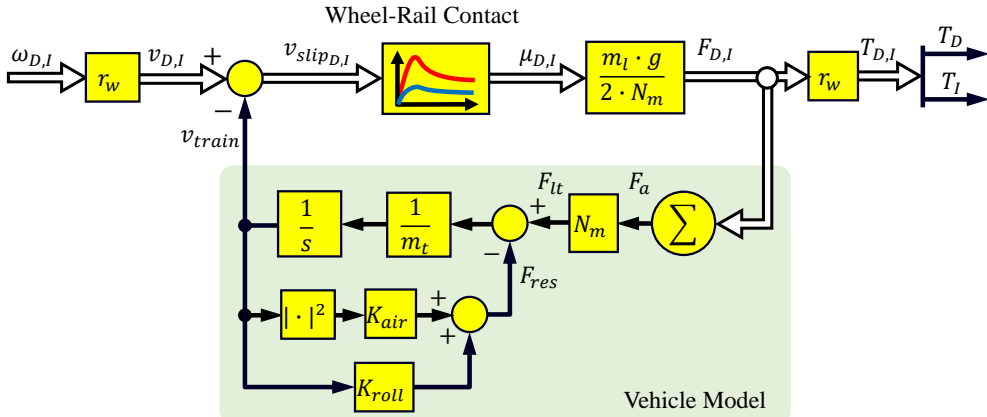 Wheel-Rail Contact
ω_{D,I}
r_w
v_{D,I}
+
−
v_{slip_{D,I}}
μ_{D,I}
m_l · g
2 · N_m
F_{D,I}
r_w
T_{D,I}
T_D
T_I
v_{train}
1
s
1
m_t
F_{lt}
+
−
N_m
F_a
∑
F_{res}
| · |^2
K_{air}
+
+
K_{roll}
Vehicle Model